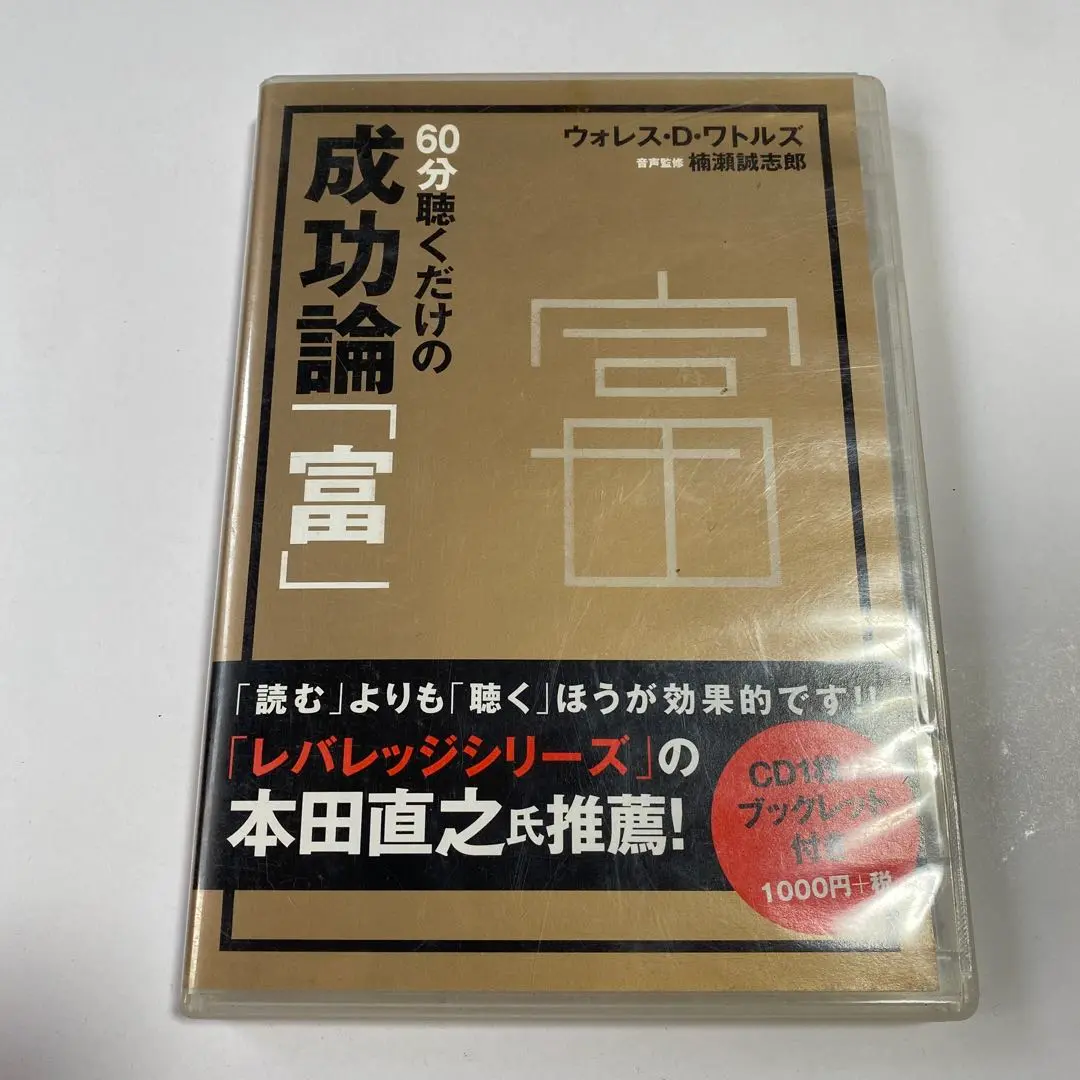 ウォレス・D・ワトルズ
音声監修 楠瀬誠志郎
60分聴くだけの
成功論「富」
富
「読む」よりも「聴く」ほうが効果的です!!
「レバレッジシリーズ」の
本田直之氏推薦!
CD1枚
ブックレット
付き
1000円+税